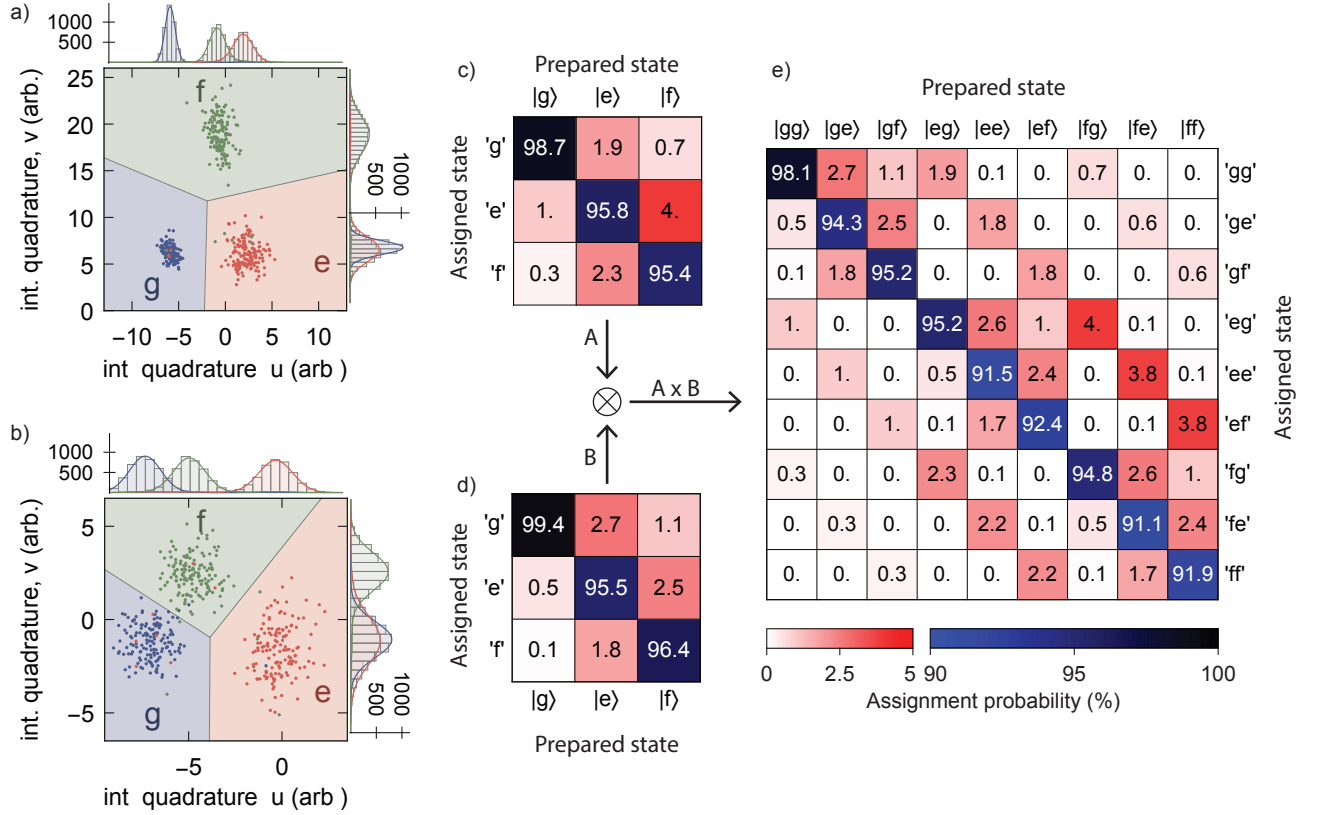 a)
1000
500
25
20
15
10
5
0
int. quadrature, v (arb.)
f
g
e
500
1000
−10 −5 0 5 10
int quadrature u (arb )
b)
1000
500
5
0
−5
int. quadrature, v (arb.)
f
g
e
500
1000
−5 0
int quadrature u (arb )
c)
Prepared state
|g⟩ |e⟩ |f⟩
Assigned state
'g' 98.7 1.9 0.7
'e' 1. 95.8 4.
'f' 0.3 2.3 95.4
A
A x B
B
d)
Assigned state
'g' 99.4 2.7 1.1
'e' 0.5 95.5 2.5
'f' 0.1 1.8 96.4
|g⟩ |e⟩ |f⟩
Prepared state
e)
Prepared state
|gg⟩ |ge⟩ |gf⟩ |eg⟩ |ee⟩ |ef⟩ |fg⟩ |fe⟩ |ff⟩
98.1 2.7 1.1 1.9 0.1 0. 0.7 0. 0. 'gg'
0.5 94.3 2.5 0. 1.8 0. 0. 0.6 0. 'ge'
0.1 1.8 95.2 0. 0. 1.8 0. 0. 0.6 'gf'
1. 0. 0. 95.2 2.6 1. 4. 0.1 0. 'eg'
0. 1. 0. 0.5 91.5 2.4 0. 3.8 0.1 'ee'
0. 0. 1. 0.1 1.7 92.4 0. 0.1 3.8 'ef'
0.3 0. 0. 2.3 0.1 0. 94.8 2.6 1. 'fg'
0. 0.3 0. 0. 2.2 0.1 0.5 91.1 2.4 'fe'
0. 0. 0.3 0. 0. 2.2 0.1 1.7 91.9 'ff'
Assigned state
0 2.5 5 90 95 100
Assignment probability (%)